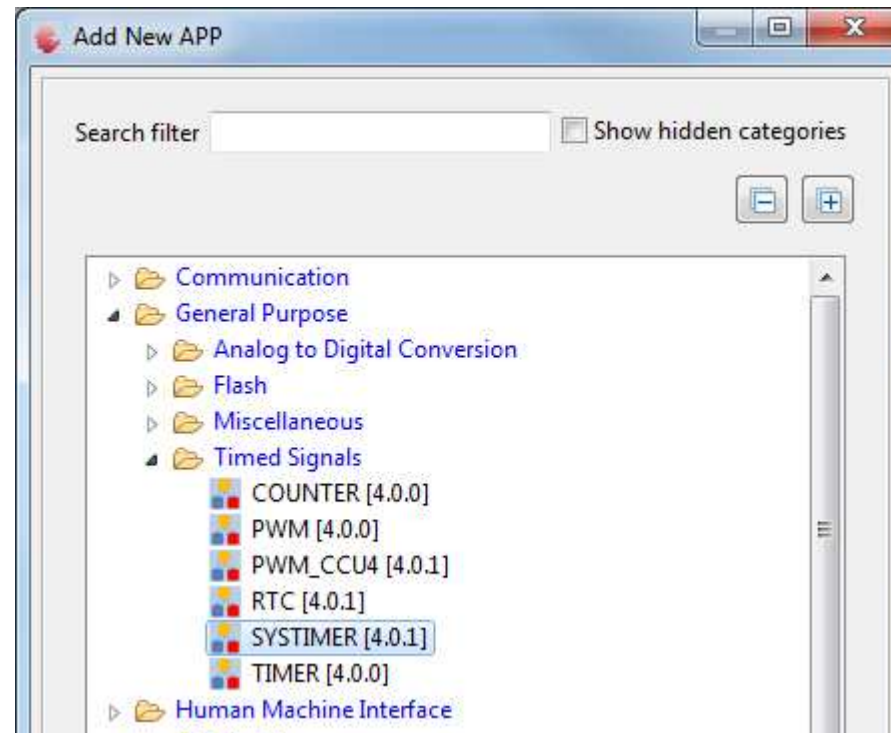 Add New APP
Search filter
Show hidden categories
Communication
General Purpose
Analog to Digital Conversion
Flash
Miscellaneous
Timed Signals
COUNTER [4.0.0]
PWM [4.0.0]
PWM_CCU4 [4.0.1]
RTC [4.0.1]
SYSTIMER [4.0.1]
TIMER [4.0.0]
Human Machine Interface